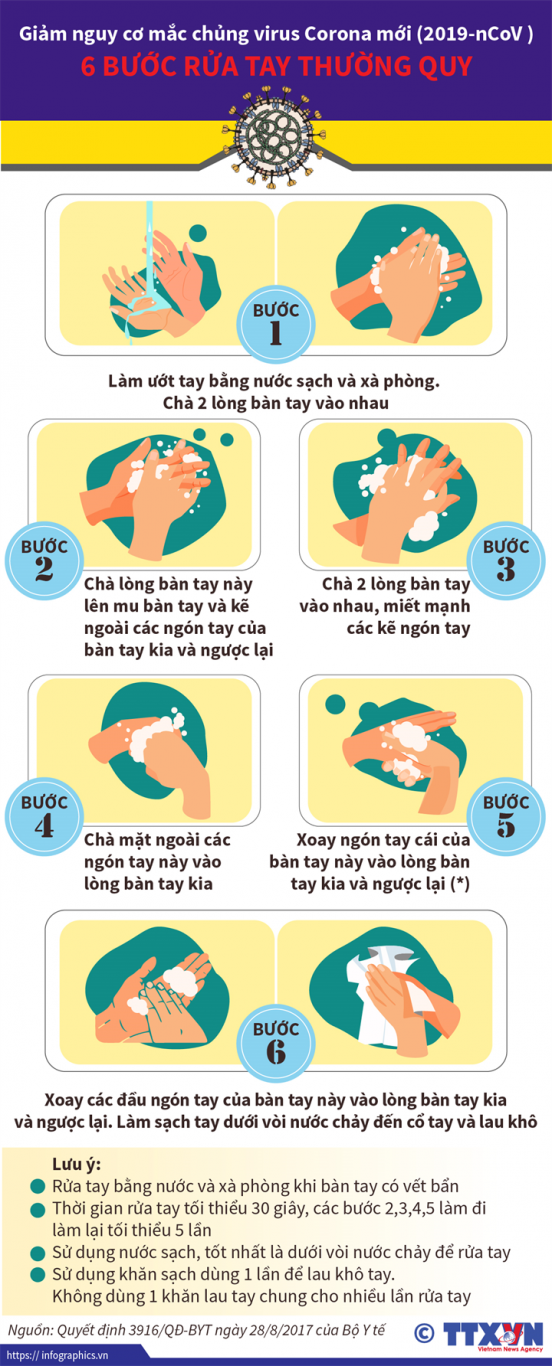 Giảm nguy cơ mắc chủng virus Corona mới (2019-nCoV )
6 BƯỚC RỬA TAY THƯỜNG QUY
BƯỚC
1
Làm ướt tay bằng nước sạch và xà phòng.
Chà 2 lòng bàn tay vào nhau
BƯỚC
2
Chà lòng bàn tay này
lên mu bàn tay và kẽ
ngoài các ngón tay của
bàn tay kia và ngược lại
BƯỚC
3
Chà 2 lòng bàn tay
vào nhau, miết mạnh
các kẽ ngón tay
BƯỚC
4
Chà mặt ngoài các
ngón tay này vào
lòng bàn tay kia
BƯỚC
5
Xoay ngón tay cái của
bàn tay này vào lòng bàn
tay kia và ngược lại (*)
BƯỚC
6
Xoay các đầu ngón tay của bàn tay này vào lòng bàn tay kia
và ngược lại. Làm sạch tay dưới vòi nước chảy đến cổ tay và lau khô
Lưu ý:
Rửa tay bằng nước và xà phòng khi bàn tay có vết bẩn
Thời gian rửa tay tối thiểu 30 giây, các bước 2,3,4,5 làm đi
làm lại tối thiểu 5 lần
Sử dụng nước sạch, tốt nhất là dưới vòi nước chảy để rửa tay
Sử dụng khăn sạch dùng 1 lần để lau khô tay.
Không dùng 1 khăn lau tay chung cho nhiều lần rửa tay
Nguồn: Quyết định 3916/QĐ-BYT ngày 28/8/2017 của Bộ Y tế
© TTXVN
Vietnam News Agency
https:// infographics.vn